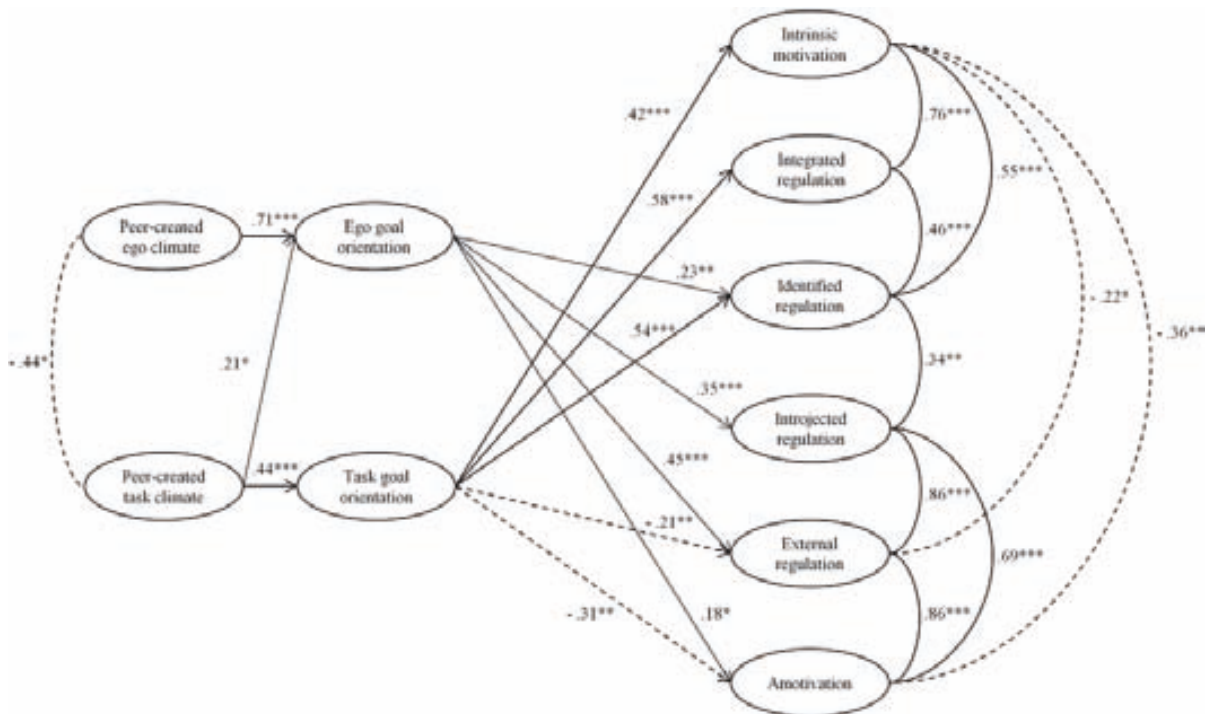 Intrinsic
motivation
.42***
.76***
Integrated
regulation
.58***
.55***
Peer-created
ego climate
.71***
Ego goal
orientation
.46***
.23**
Identified
regulation
- .22*
.54***
- .44*
.21*
.34**
- .36**
.35***
Introjected
regulation
.45***
Peer-created
task climate
.44***
Task goal
orientation
.86***
- .21**
External
regulation
.69***
- .31**
.18*
.86***
Amotivation